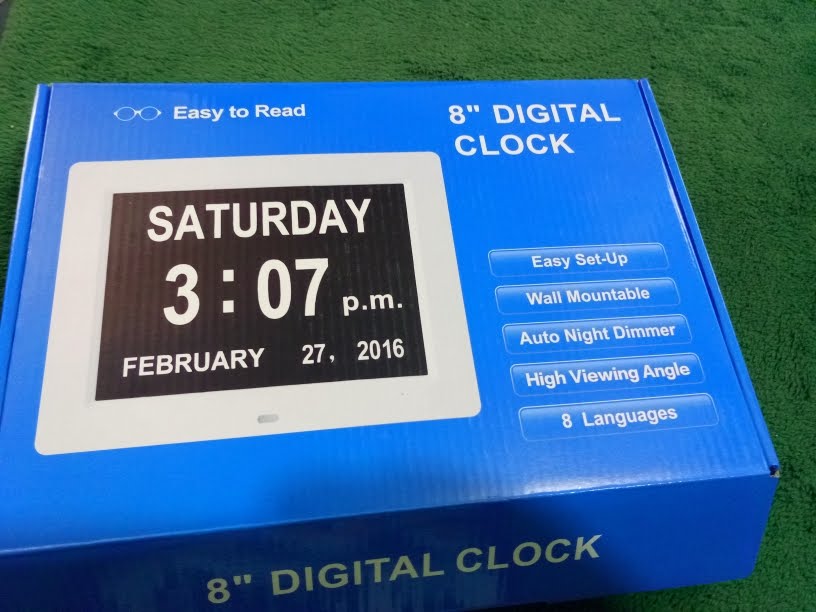 Easy to Read
8" DIGITAL
CLOCK
SATURDAY
3:07 p.m.
FEBRUARY 27, 2016
Easy Set-Up
Wall Mountable
Auto Night Dimmer
High Viewing Angle
8 Languages
8" DIGITAL CLOCK